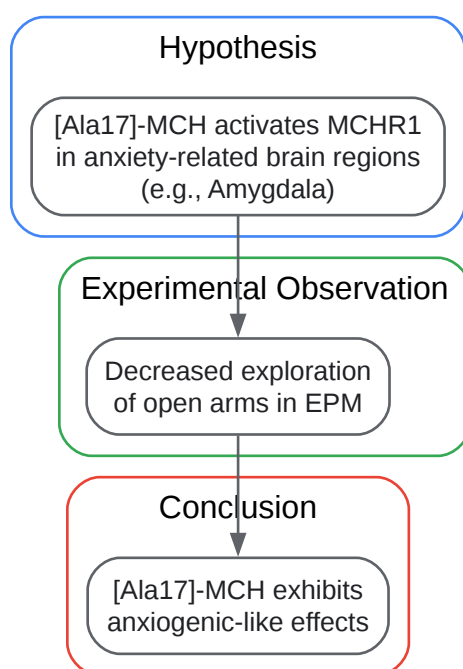 Hypothesis
[Ala17]-MCH activates MCHR1
in anxiety-related brain regions
(e.g., Amygdala)
Experimental Observation
Decreased exploration
of open arms in EPM
Conclusion
[Ala17]-MCH exhibits
anxiogenic-like effects